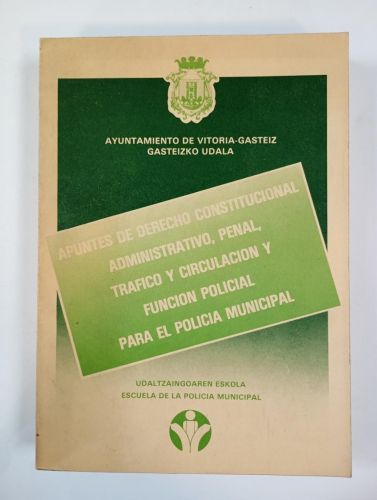 AYUNTAMIENTO DE VITORIA-GASTEIZ
GASTEIZKO UDALA
APUNTES DE DERECHO CONSTITUCIONAL
ADMINISTRATIVO, PENAL,
TRAFICO Y CIRCULACION Y
FUNCION POLICIAL
PARA EL POLICIA MUNICIPAL
UDALTZAINGOAREN ESKOLA
ESCUELA DE LA POLICIA MUNICIPAL